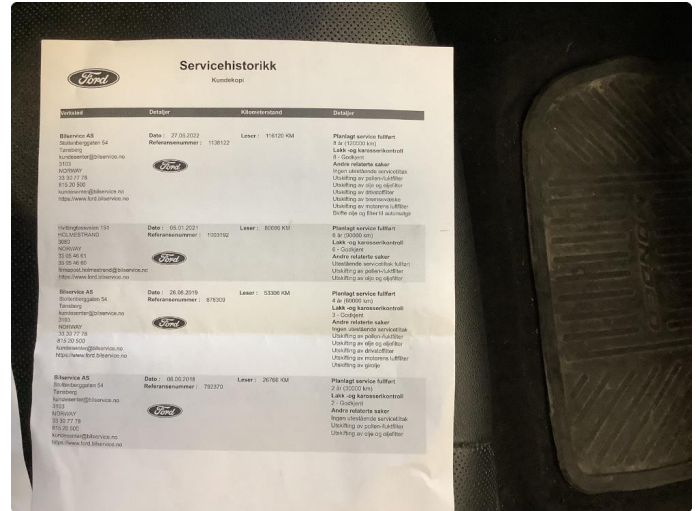 Servicehistorikk
Kundekopi
Ford
Verksted Detaljer Kilometerstand Detaljer
Bilservice AS
Stoltenberggaten 54
Tønsberg
kundesenter@bilservice.no
3103
NORWAY
33 30 77 79
815 20 500
kundesenter@bilservice.no
https://www.ford.bilservice.no
Dato : 27.05.2022
Referansenummer : 1136122
Ford
Leser : 116120 KM
Planlagt service fullført
8 år (120000 km)
Lakk -og karosserikontroll
8 - Godkjent
Andre relaterte saker
Ingen utestående servicetiltak
Utskifting av pollen-/luktfilter
Utskifting av olje og oljefilter
Utskifting av drivstoffilter
Utskifting av bremsevæske
Utskifting av motorens luftfilter
Skifte olje og filter til automatgir
Hvittingfossveien 151
HOLMESTRAND
3080
NORWAY
33 05 46 61
33 05 46 60
firmapost.holmestrand@bilservice.no
https://www.ford.bilservice.no
Dato : 05.01.2021
Referansenummer :
Ford
Leser : 80690 KM
Planlagt service fullført
6 år (90000 km)
Lakk -og karosserikontroll
6 - Godkjent
Andre relaterte saker
Utestående servicetiltak fullført
Utskifting av pollen-/luktfilter
Utskifting av olje og oljefilter
Bilservice AS
Stoltenberggaten 54
Tønsberg
kundesenter@bilservice.no
3103
NORWAY
33 30 77 79
815 20 500
kundesenter@bilservice.no
https://www.ford.bilservice.no
Dato : 26.06.2019
Referansenummer : 876309
Ford
Leser : 53306 KM
Planlagt service fullført
4 år (60000 km)
Lakk -og karosserikontroll
3 - Godkjent
Andre relaterte saker
Ingen utestående servicetiltak
Utskifting av pollen-/luktfilter
Utskifting av olje og oljefilter
Utskifting av drivstoffilter
Utskifting av motorens luftfilter
Utskifting av girolje
Bilservice AS
Stoltenberggaten 54
Tønsberg
kundesenter@bilservice.no
3103
NORWAY
33 30 77 79
815 20 500
kundesenter@bilservice.no
https://www.ford.bilservice.no
Dato : 06.06.2018
Referansenummer : 792370
Ford
Leser : 26766 KM
Planlagt service fullført
2 år (30000 km)
Lakk -og karosserikontroll
2 - Godkjent
Andre relaterte saker
Ingen utestående servicetiltak
Utskifting av pollen-/luktfilter
Utskifting av olje og oljefilter